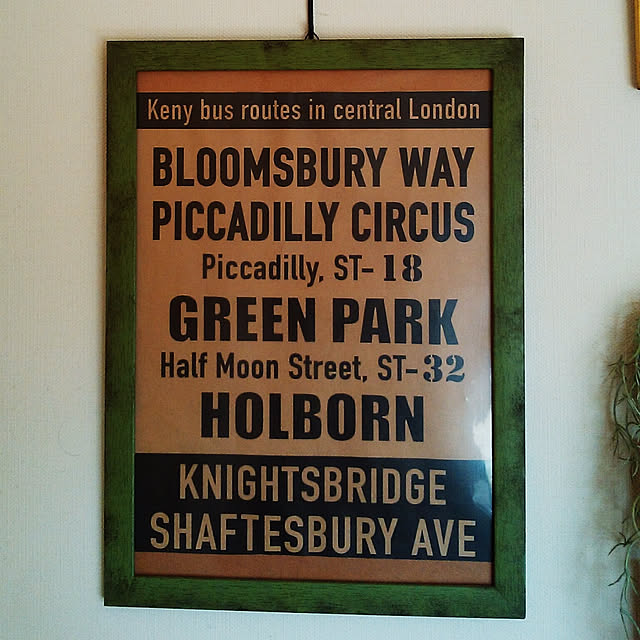 Keny bus routes in central London
BLOOMSBURY WAY
PICCADILLY CIRCUS
Piccadilly, ST- 18
GREEN PARK
Half Moon Street, ST-32
HOLBORN
KNIGHTSBRIDGE
SHAFTESBURY AVE